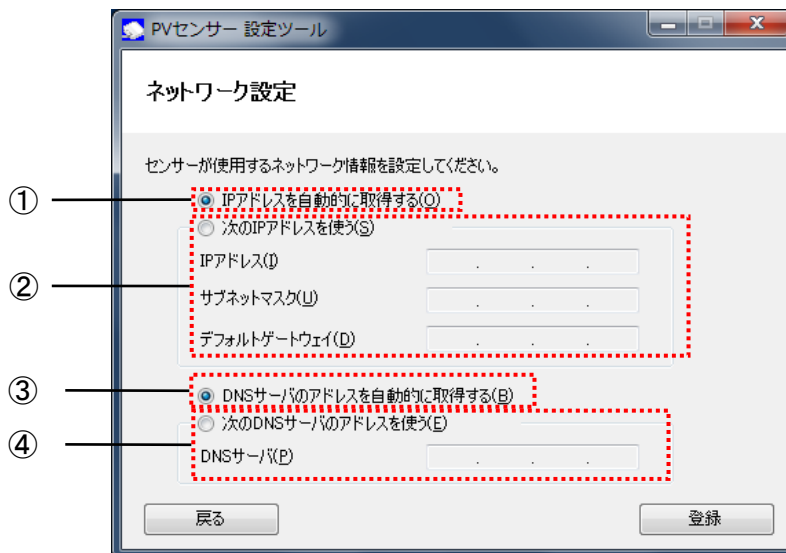 PVセンサー 設定ツール
ネットワーク設定
センサーが使用するネットワーク情報を設定してください。
① IPアドレスを自動的に取得する(O)
次のIPアドレスを使う(S)
IPアドレス(I) . . .
② サブネットマスク(U) . . .
デフォルトゲートウェイ(D) . . .
③ DNSサーバのアドレスを自動的に取得する(B)
次のDNSサーバのアドレスを使う(E)
④ DNSサーバ(P) . . .
戻る 登録